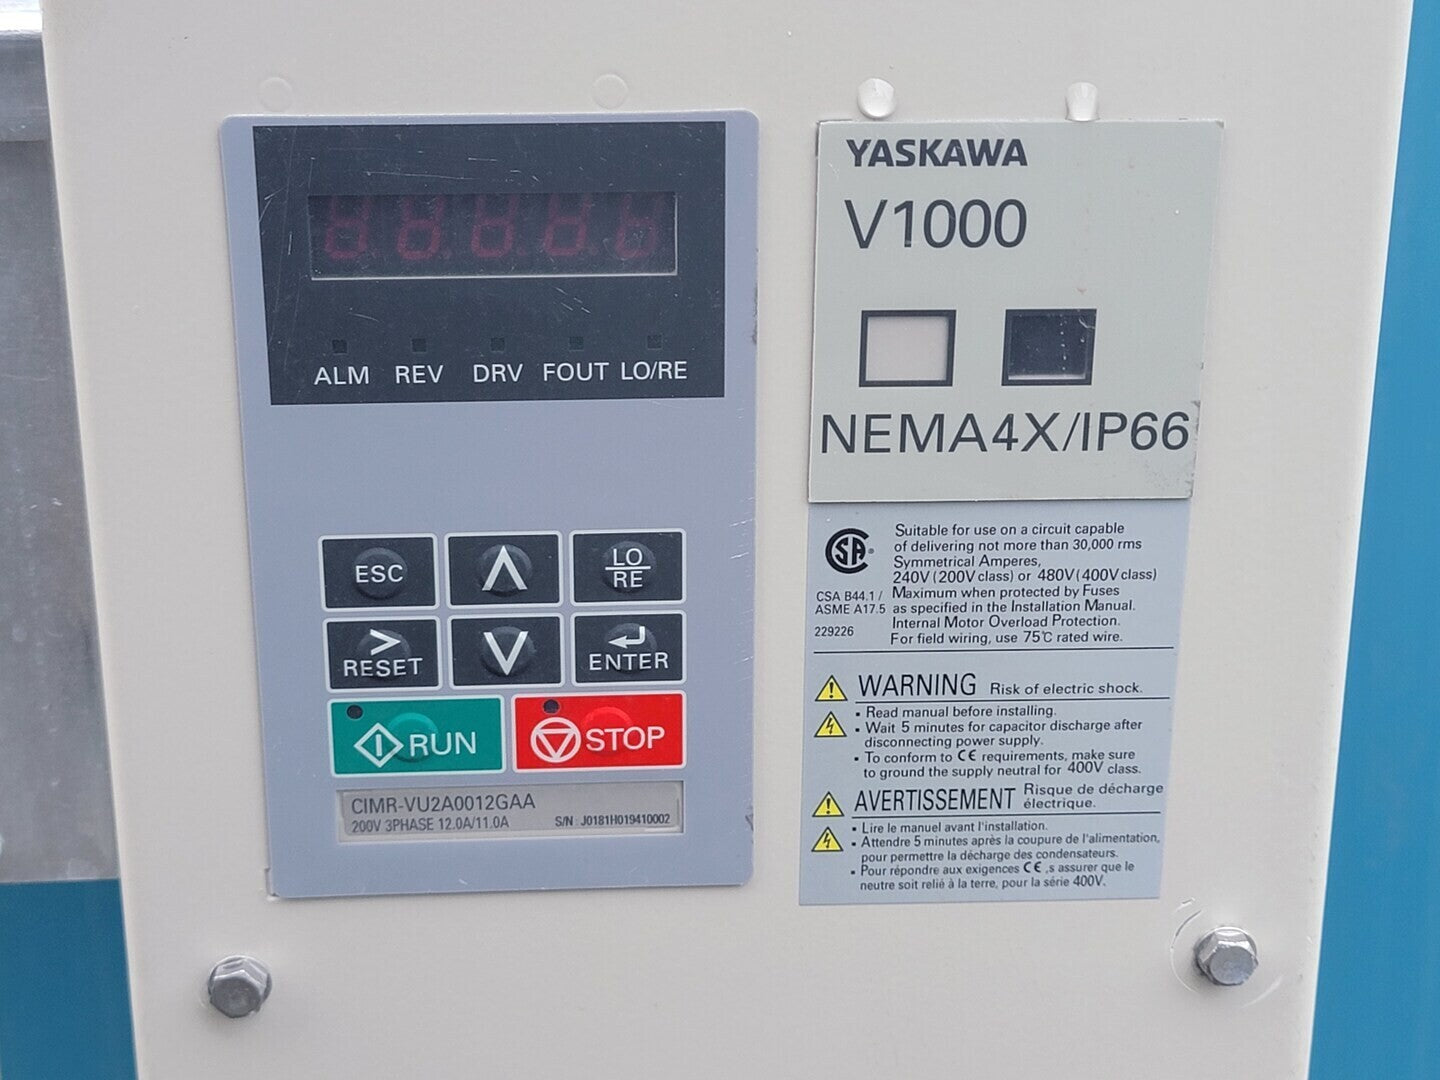 ALM REV DRV FOUT LO/RE
ESC
LO
RE
RESET
ENTER
RUN
STOP
CIMR-VU2A0012GAA
200V 3PHASE 12.0A/11.0A S/N : J0181H019410002
YASKAWA
V1000
NEMA4X/IP66
Suitable for use on a circuit capable
of delivering not more than 30,000 rms
Symmetrical Amperes,
240V(200V class) or 480V(400V class)
Maximum when protected by Fuses
as specified in the Installation Manual.
Internal Motor Overload Protection.
For field wiring, use 75℃ rated wire.
CSA B44.1/
ASME A17.5
229226
WARNING Risk of electric shock.
• Read manual before installing.
• Wait 5 minutes for capacitor discharge after
disconnecting power supply.
• To conform to CE requirements, make sure
to ground the supply neutral for 400V class.
AVERTISSEMENT Risque de décharge
électrique.
• Lire le manuel avant l'installation.
• Attendre 5 minutes après la coupure de l'alimentation,
pour permettre la décharge des condensateurs.
• Pour répondre aux exigences CE ,s assurer que le
neutre soit relié à la terre, pour la série 400V.